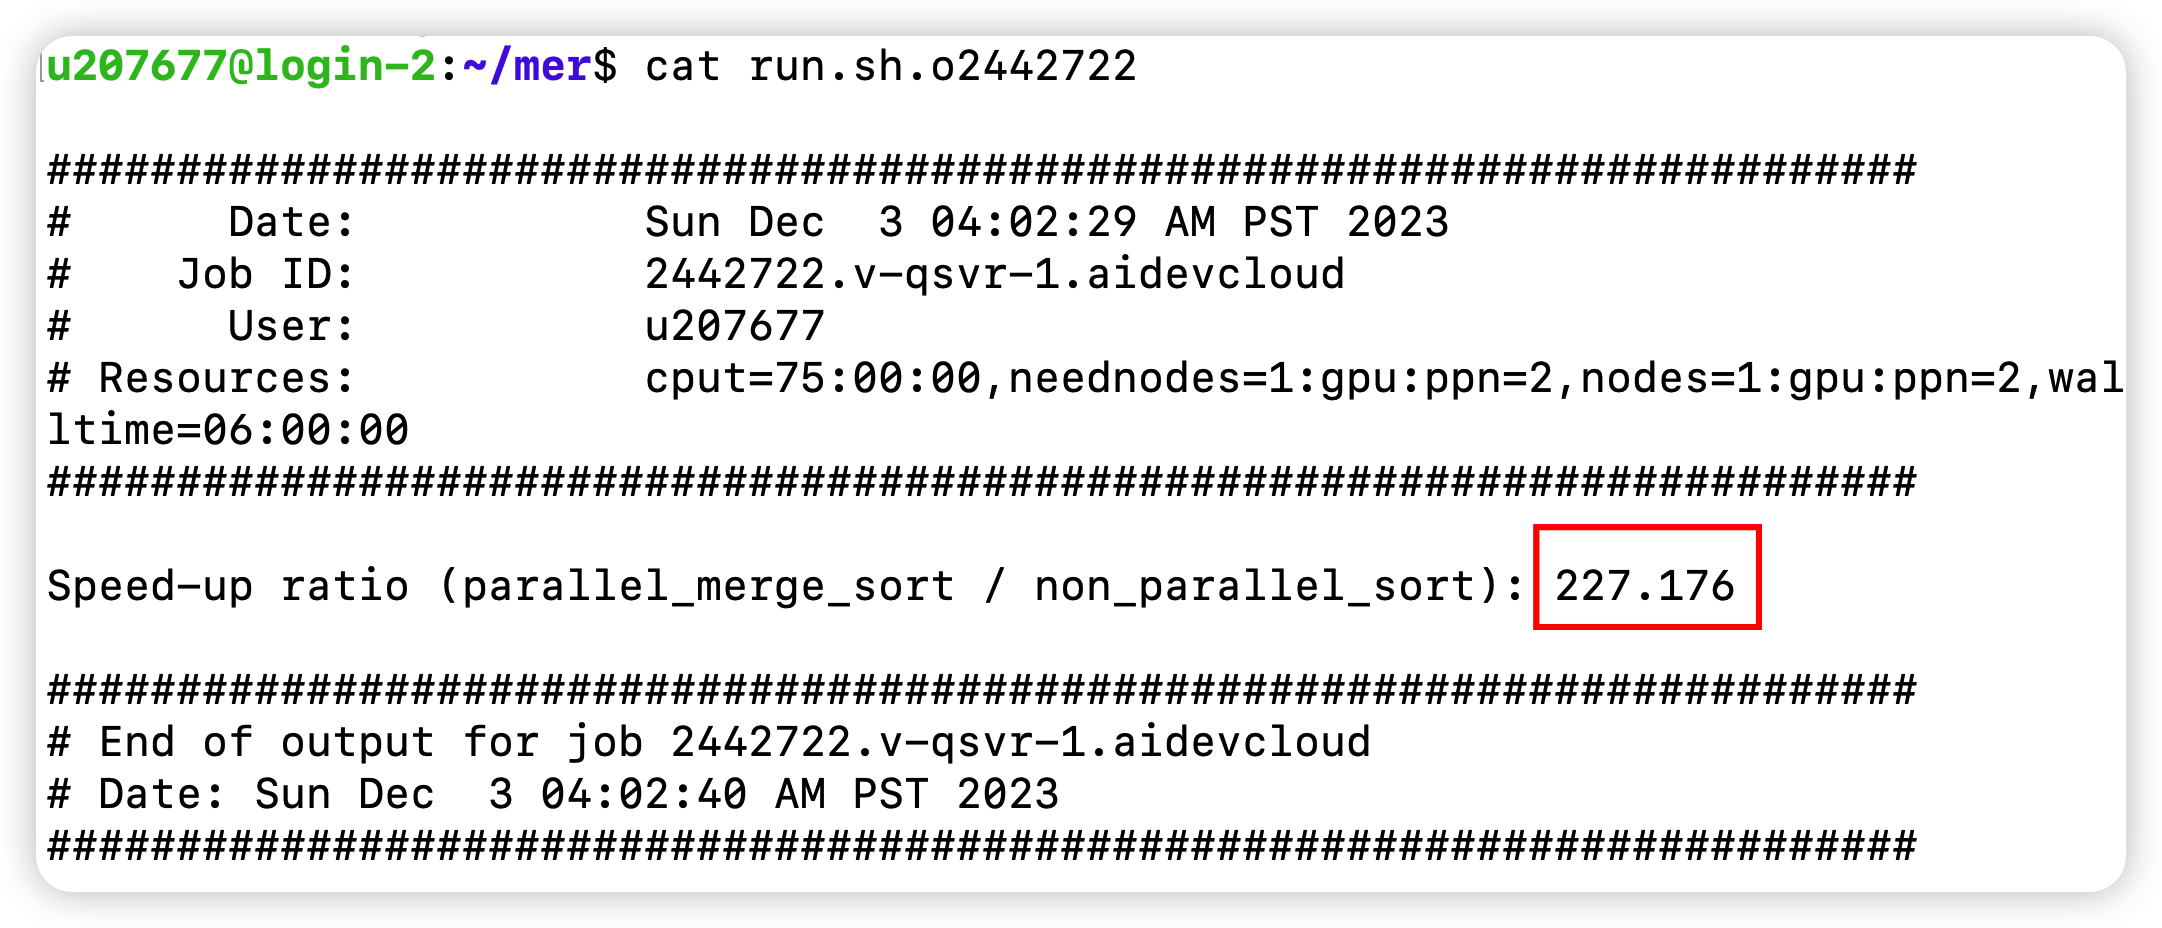 u207677@login-2:~/mer$ cat run.sh.o2442722
########################################################################
#      Date:           Sun Dec  3 04:02:29 AM PST 2023
#    Job ID:           2442722.v-qsvr-1.aidevcloud
#      User:           u207677
# Resources:           cput=75:00:00,neednodes=1:gpu:ppn=2,nodes=1:gpu:ppn=2,wal
ltime=06:00:00
########################################################################
Speed-up ratio (parallel_merge_sort / non_parallel_sort): 227.176
########################################################################
# End of output for job 2442722.v-qsvr-1.aidevcloud
# Date: Sun Dec  3 04:02:40 AM PST 2023
########################################################################